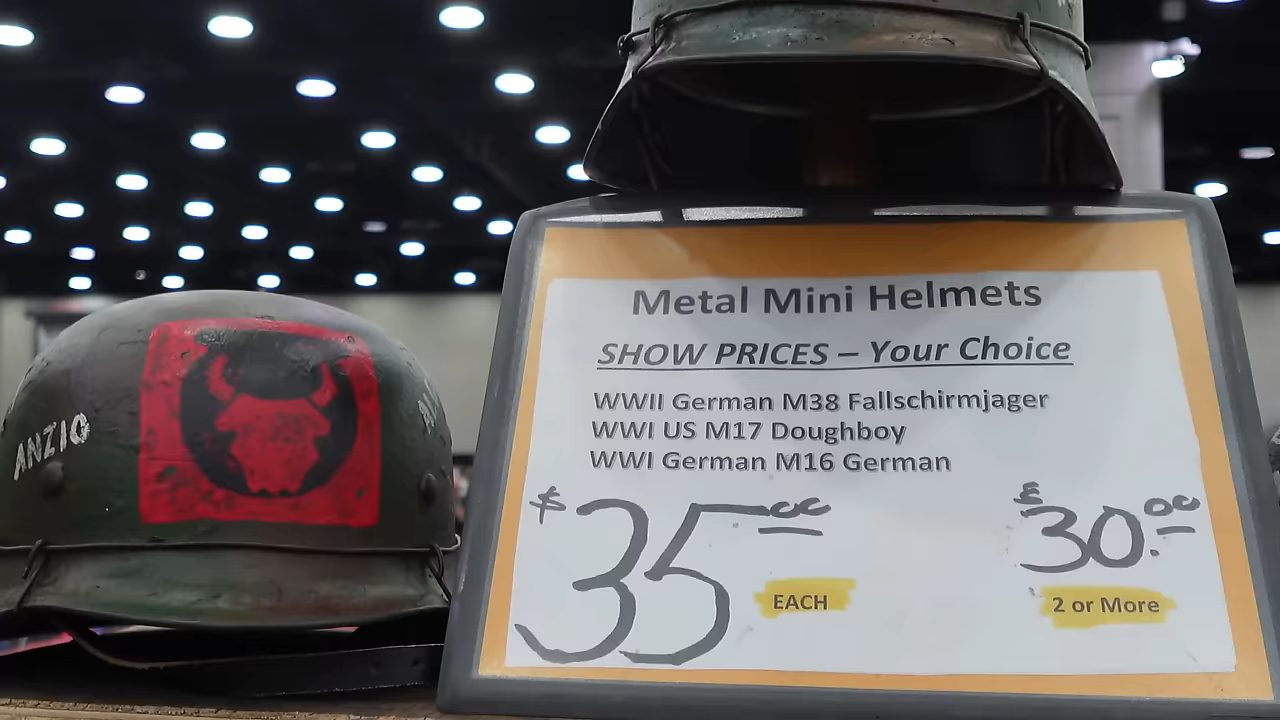 ANZIO
Metal Mini Helmets
SHOW PRICES – Your Choice
WWII German M38 Fallschirmjager
WWI US M17 Doughboy
WWI German M16 German
$35.00
EACH
$30.00
2 or More